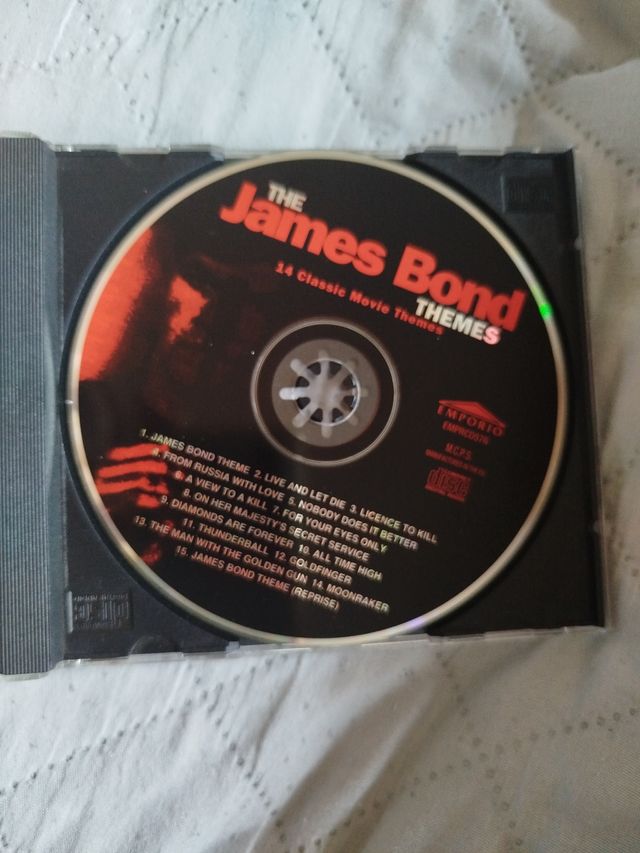 THE
James Bond
THEMES
14 Classic Movie Themes
EMPORIO
EMPRCD576
M.C.P.S.
disc
1. JAMES BOND THEME 2. LIVE AND LET DIE 3. LICENCE TO KILL
4. FROM RUSSIA WITH LOVE 5. NOBODY DOES IT BETTER
6. A VIEW TO A KILL 7. FOR YOUR EYES ONLY
8. ON HER MAJESTY'S SECRET SERVICE
9. DIAMONDS ARE FOREVER 10. ALL TIME HIGH
11. THUNDERBALL 12. GOLDFINGER
13. THE MAN WITH THE GOLDEN GUN 14. MOONRAKER
15. JAMES BOND THEME (REPRISE)